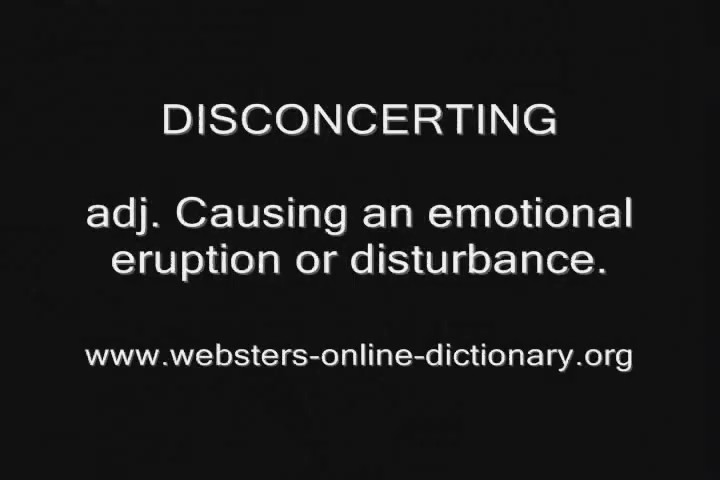 DISCONCERTING
adj. Causing an emotional
eruption or disturbance.
www.websters-online-dictionary.org